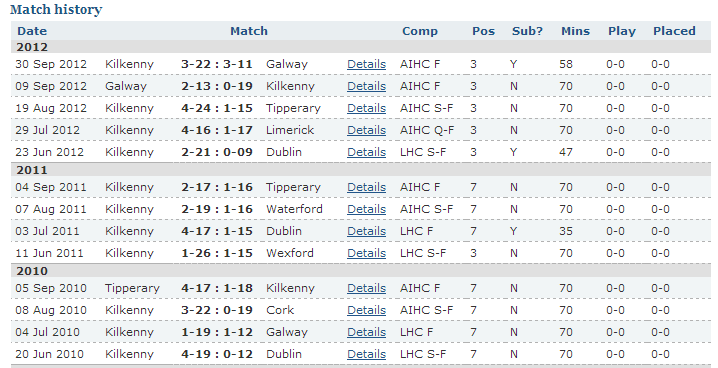 Match history
Date Match Comp Pos Sub? Mins Play Placed
2012
30 Sep 2012 Kilkenny 3-22 : 3-11 Galway Details AIHC F 3 Y 58 0-0 0-0
09 Sep 2012 Galway 2-13 : 0-19 Kilkenny Details AIHC F 3 N 70 0-0 0-0
19 Aug 2012 Kilkenny 4-24 : 1-15 Tipperary Details AIHC S-F 3 N 70 0-0 0-0
29 Jul 2012 Kilkenny 4-16 : 1-17 Limerick Details AIHC Q-F 3 N 70 0-0 0-0
23 Jun 2012 Kilkenny 2-21 : 0-09 Dublin Details LHC S-F 3 Y 47 0-0 0-0
2011
04 Sep 2011 Kilkenny 2-17 : 1-16 Tipperary Details AIHC F 7 N 70 0-0 0-0
07 Aug 2011 Kilkenny 2-19 : 1-16 Waterford Details AIHC S-F 7 N 70 0-0 0-0
03 Jul 2011 Kilkenny 4-17 : 1-15 Dublin Details LHC F 7 Y 35 0-0 0-0
11 Jun 2011 Kilkenny 1-26 : 1-15 Wexford Details LHC S-F 3 N 70 0-0 0-0
2010
05 Sep 2010 Tipperary 4-17 : 1-18 Kilkenny Details AIHC F 7 N 70 0-0 0-0
08 Aug 2010 Kilkenny 3-22 : 0-19 Cork Details AIHC S-F 7 N 70 0-0 0-0
04 Jul 2010 Kilkenny 1-19 : 1-12 Galway Details LHC F 7 N 70 0-0 0-0
20 Jun 2010 Kilkenny 4-19 : 0-12 Dublin Details LHC S-F 7 N 70 0-0 0-0